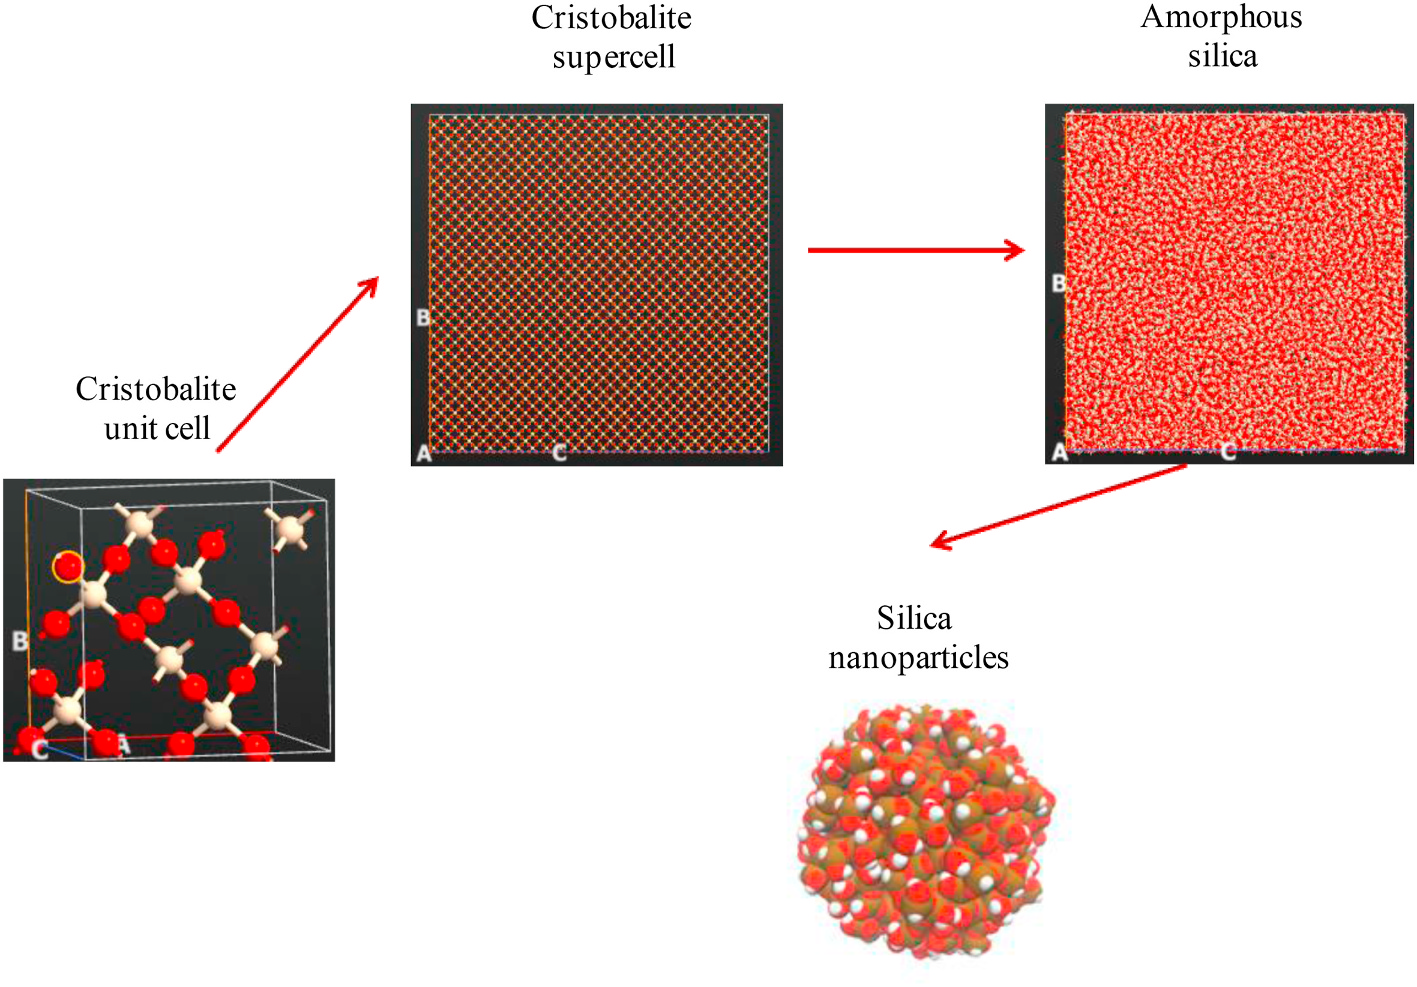 Cristobalite
supercell
Amorphous
silica
B
A
C
B
A
C
Cristobalite
unit cell
B
C
A
Silica
nanoparticles